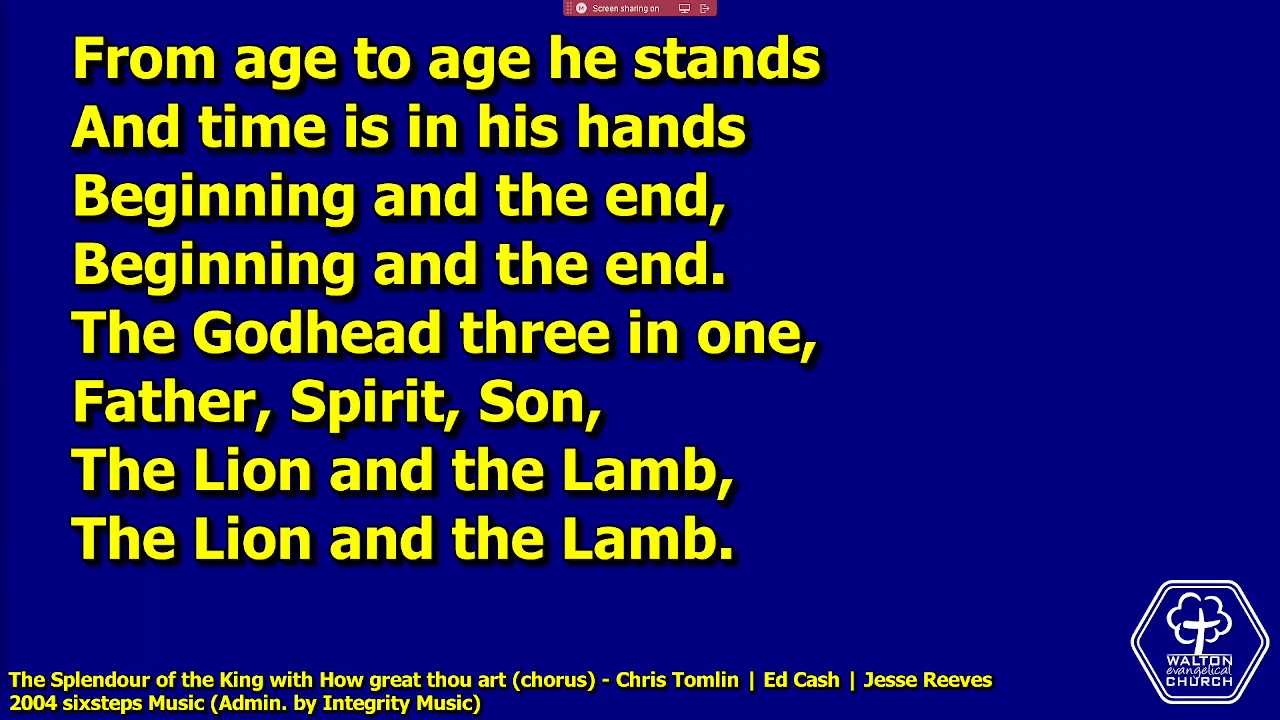 Screen sharing on
From age to age he stands
And time is in his hands
Beginning and the end,
Beginning and the end.
The Godhead three in one,
Father, Spirit, Son,
The Lion and the Lamb,
The Lion and the Lamb.
WALTON
evangelical
CHURCH
The Splendour of the King with How great thou art (chorus) - Chris Tomlin | Ed Cash | Jesse Reeves
2004 sixsteps Music (Admin. by Integrity Music)